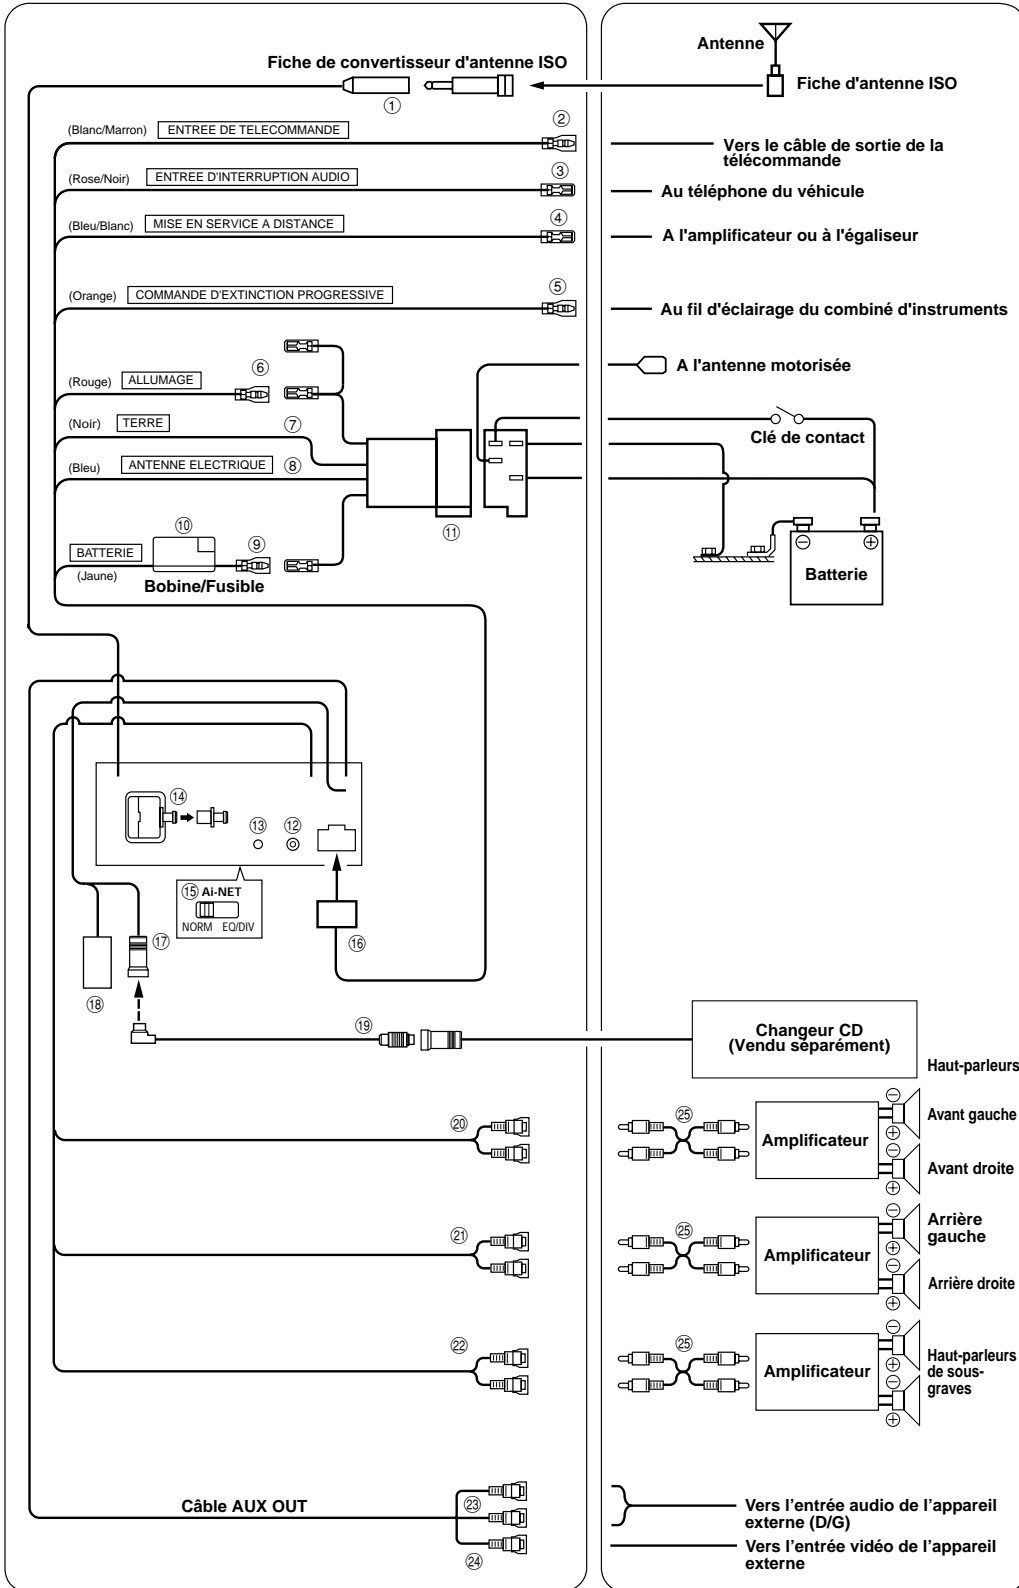 Antenne
Fiche de convertisseur d'antenne ISO
Fiche d'antenne ISO
①
(Blanc/Marron) ENTREE DE TELECOMMANDE ②
Vers le câble de sortie de la
télécommande
(Rose/Noir) ENTREE D'INTERRUPTION AUDIO ③
Au téléphone du véhicule
(Bleu/Blanc) MISE EN SERVICE A DISTANCE ④
A l'amplificateur ou à l'égaliseur
(Orange) COMMANDE D'EXTINCTION PROGRESSIVE ⑤
Au fil d'éclairage du combiné d'instruments
A l'antenne motorisée
(Rouge) ALLUMAGE ⑥
(Noir) TERRE ⑦
Clé de contact
(Bleu) ANTENNE ELECTRIQUE ⑧
⑩
⑪
BATTERIE ⑨
(Jaune)
Bobine/Fusible
⊖ ⊕
Batterie
⑭
⑬ ⑫
⑮ Ai-NET
NORM EQ/DIV
⑯
⑰
⑱
⑲
Changeur CD
(Vendu séparément)
Haut-parleurs
⑳ ㉕
Amplificateur
⊖
Avant gauche
⊕
⊖
Avant droite
⊕
㉑ ㉕
Amplificateur
⊖
Arrière
gauche
⊕
⊖
Arrière droite
⊕
㉒ ㉕
Amplificateur
⊖
Haut-parleurs
de sous-
graves
⊕
⊖
⊕
Câble AUX OUT
㉓
Vers l’entrée audio de l’appareil
externe (D/G)
㉔
Vers l’entrée vidéo de l’appareil
externe